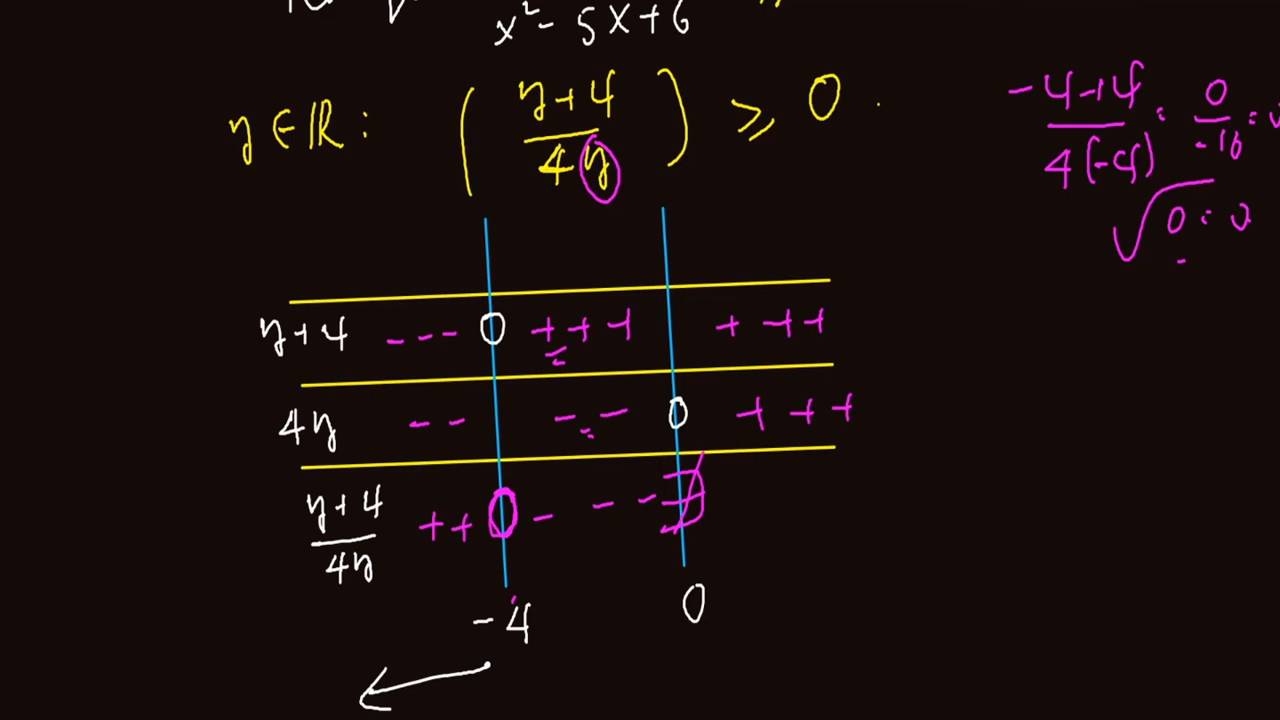 x² - 5x + 6
y ∈ ℝ : ( (y+4)/(4y) ) ⩾ 0 .
(-4+4)/(4(-4)) = 0/-16 =
√0 = 0
y+4 - - - 0 + + + + + +
4y - - - - 0 + + +
(y+4)/(4y) + + 0 - - - ∄
-4 0